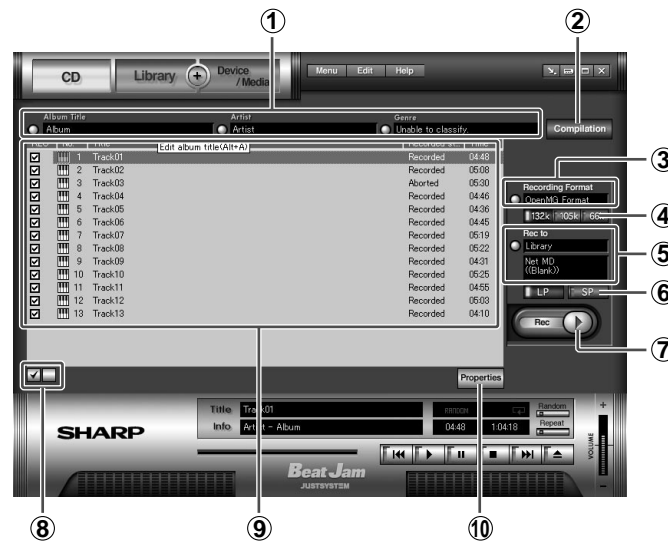 1 2
CD Library + Device /Media Menu Edit Help
Album Title Artist Genre
Album Artist Unable to classify. Compilation
REC No. Title Time
Edit album title(Alt+A)
1 Track01 Recorded 04:48
2 Track02 Recorded 05:08
3 Track03 Aborted 05:30
4 Track04 Recorded 04:46
5 Track05 Recorded 04:36
6 Track06 Recorded 04:45
7 Track07 Recorded 05:19
8 Track08 Recorded 05:22
9 Track09 Recorded 04:31
10 Track10 Recorded 05:25
11 Track11 Recorded 04:55
12 Track12 Recorded 05:03
13 Track13 Recorded 04:10
3
Recording Format
OpenMG Format
4
132k 105k 66
Rec to
5
Library
Net MD
((Blank))
6
LP SP
Rec
7
Properties
Title Track01 RANDOM Random
Info Artist - Album 04:48 1:04:18 Repeat
SHARP
VOLUME
+
-
Beat Jam
JUSTSYSTEM
8 9 10